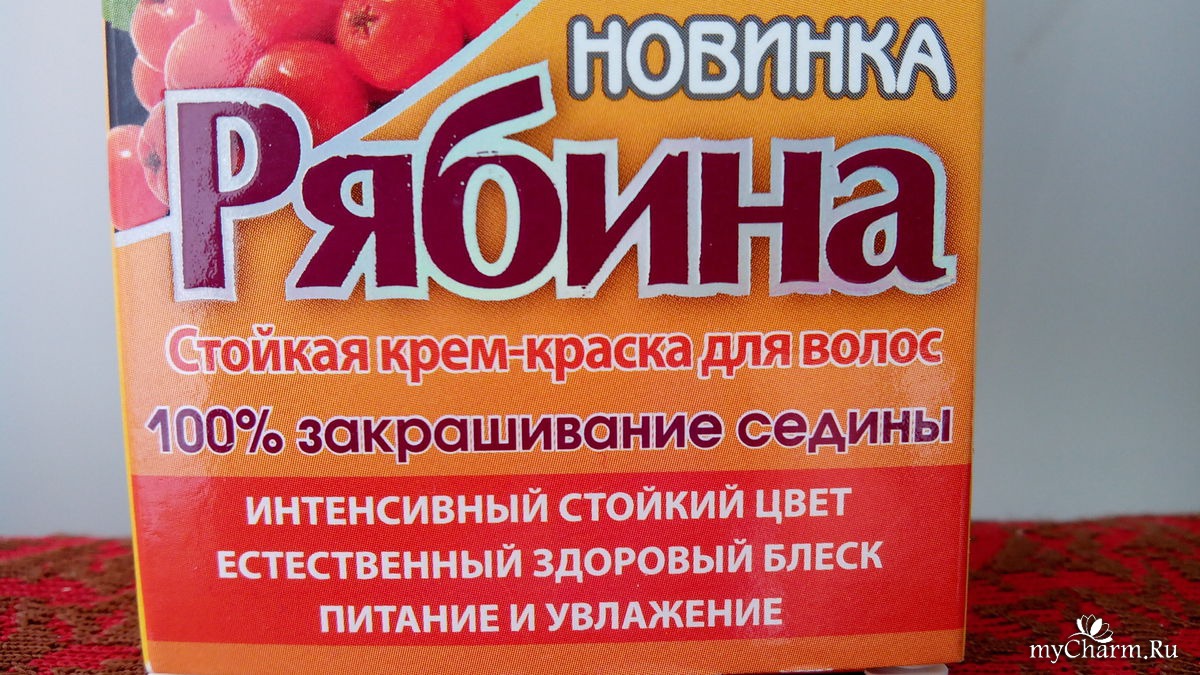 НОВИНКА
Рябина
Стойкая крем-краска для волос
100% закрашивание седины
ИНТЕНСИВНЫЙ СТОЙКИЙ ЦВЕТ
ЕСТЕСТВЕННЫЙ ЗДОРОВЫЙ БЛЕСК
ПИТАНИЕ И УВЛАЖЕНИЕ
myCharm.Ru